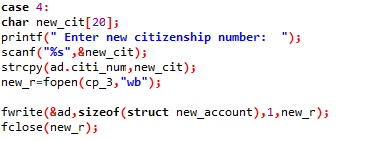 case 4:
char new_cit[20];
printf(" Enter new citizenship number:  ");
scanf("%s",&new_cit);
strcpy(ad.citi_num,new_cit);
new_r=fopen(cp_3,"wb");
fwrite(&ad,sizeof(struct new_account),1,new_r);
fclose(new_r);